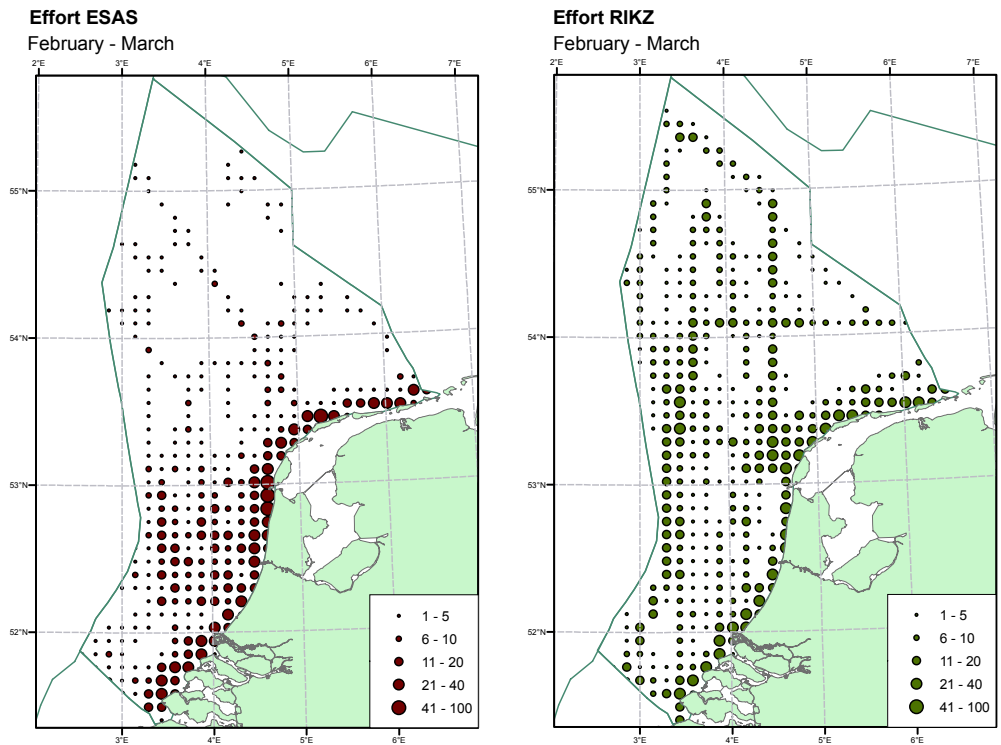 Effort ESAS
February - March
2°E 3°E 4°E 5°E 6°E 7°E
55°N
54°N
53°N
52°N
1 - 5
6 - 10
11 - 20
21 - 40
41 - 100
3°E 4°E 5°E 6°E
Effort RIKZ
February - March
2°E 3°E 4°E 5°E 6°E 7°E
55°N
54°N
53°N
52°N
1 - 5
6 - 10
11 - 20
21 - 40
41 - 100
3°E 4°E 5°E 6°E